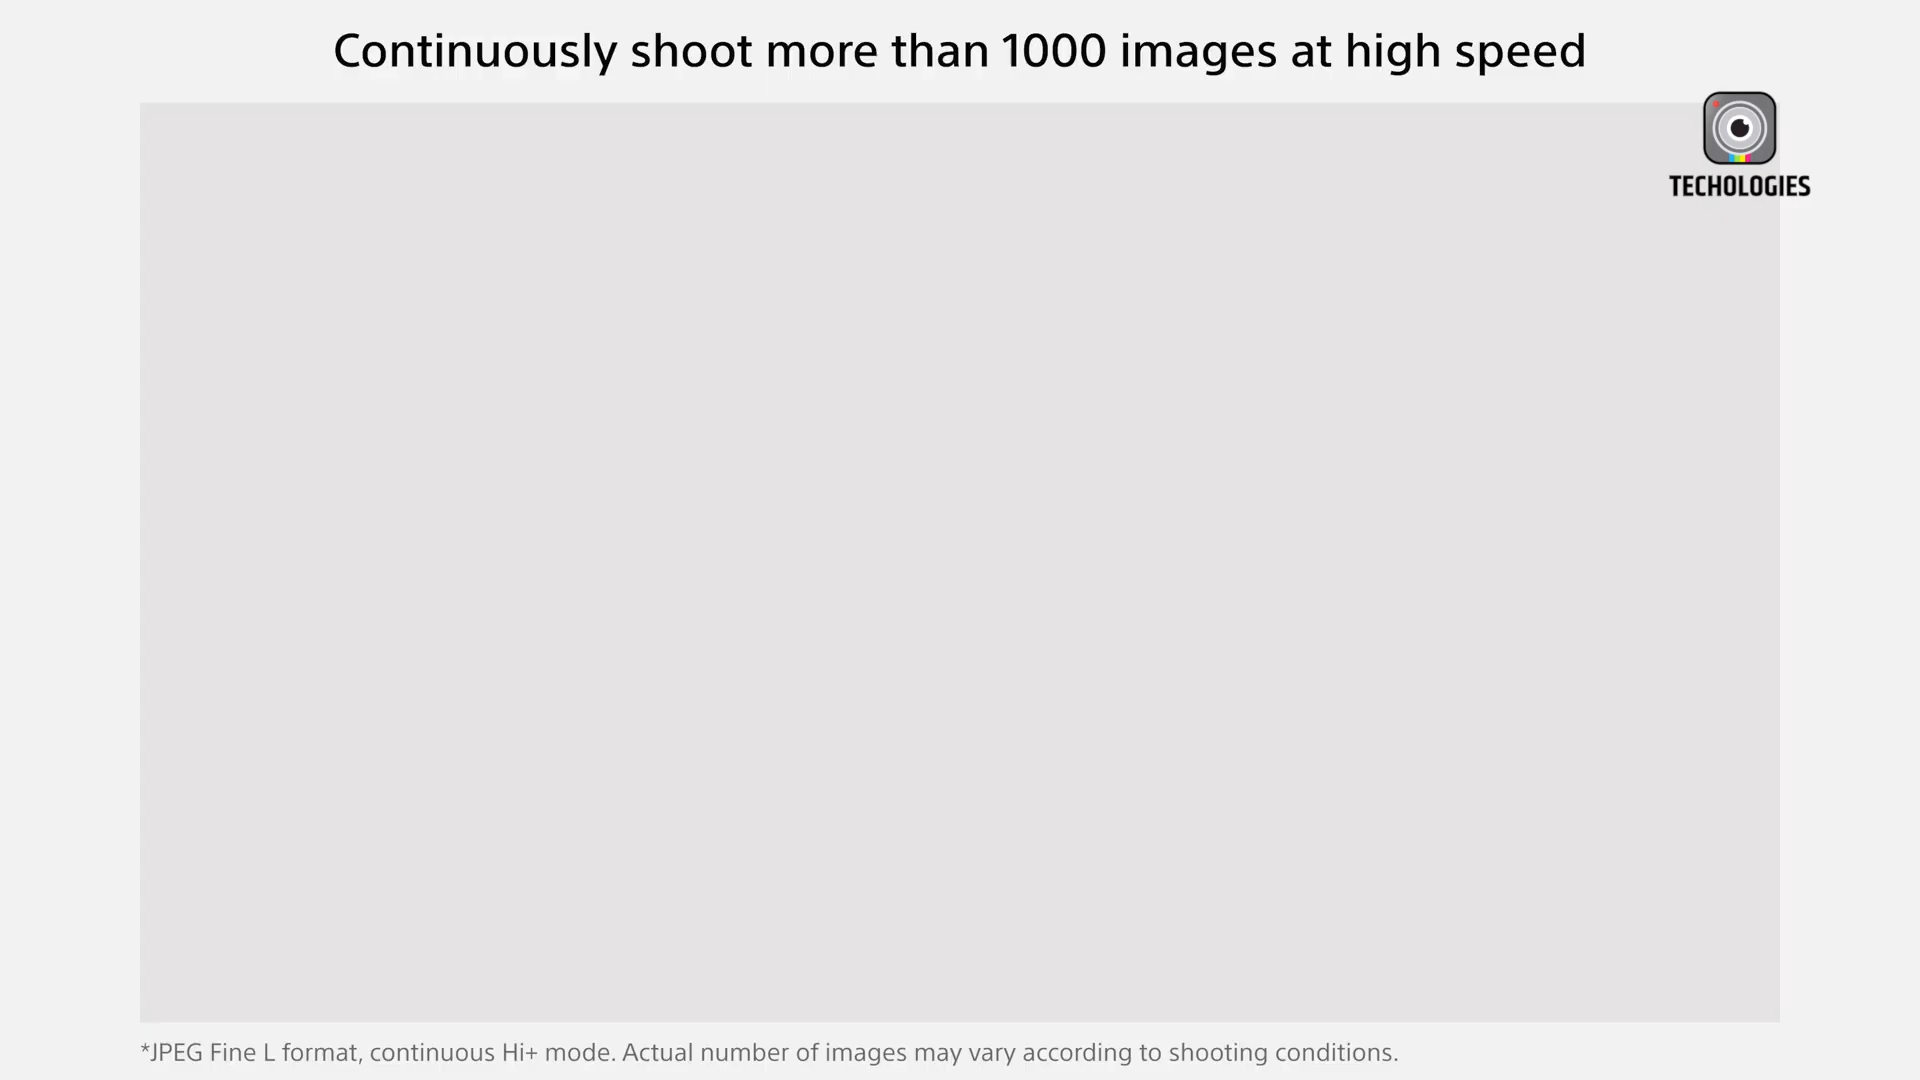 Continuously shoot more than 1000 images at high speed
TECHOLOGIES
*JPEG Fine L format, continuous Hi+ mode. Actual number of images may vary according to shooting conditions.